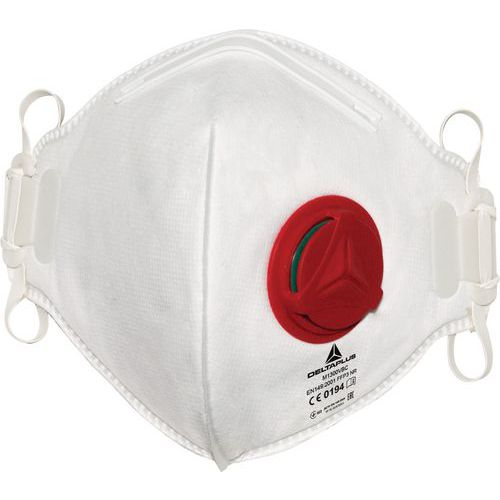 DELTAPLUS
M1300VBC
EN149:2001 FFP3 NR
CE 0194